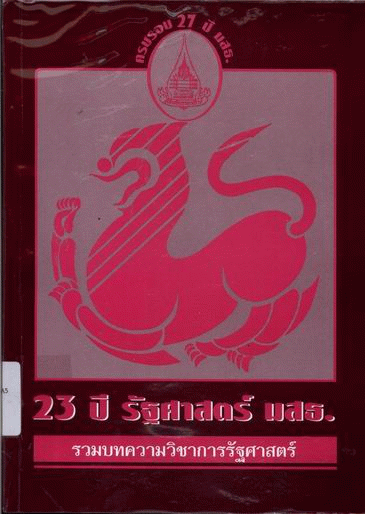 ครบรอบ 27 ปี มสธ.
23 ปี รัฐศาสตร์ มสธ.
รวมบทความวิชาการรัฐศาสตร์